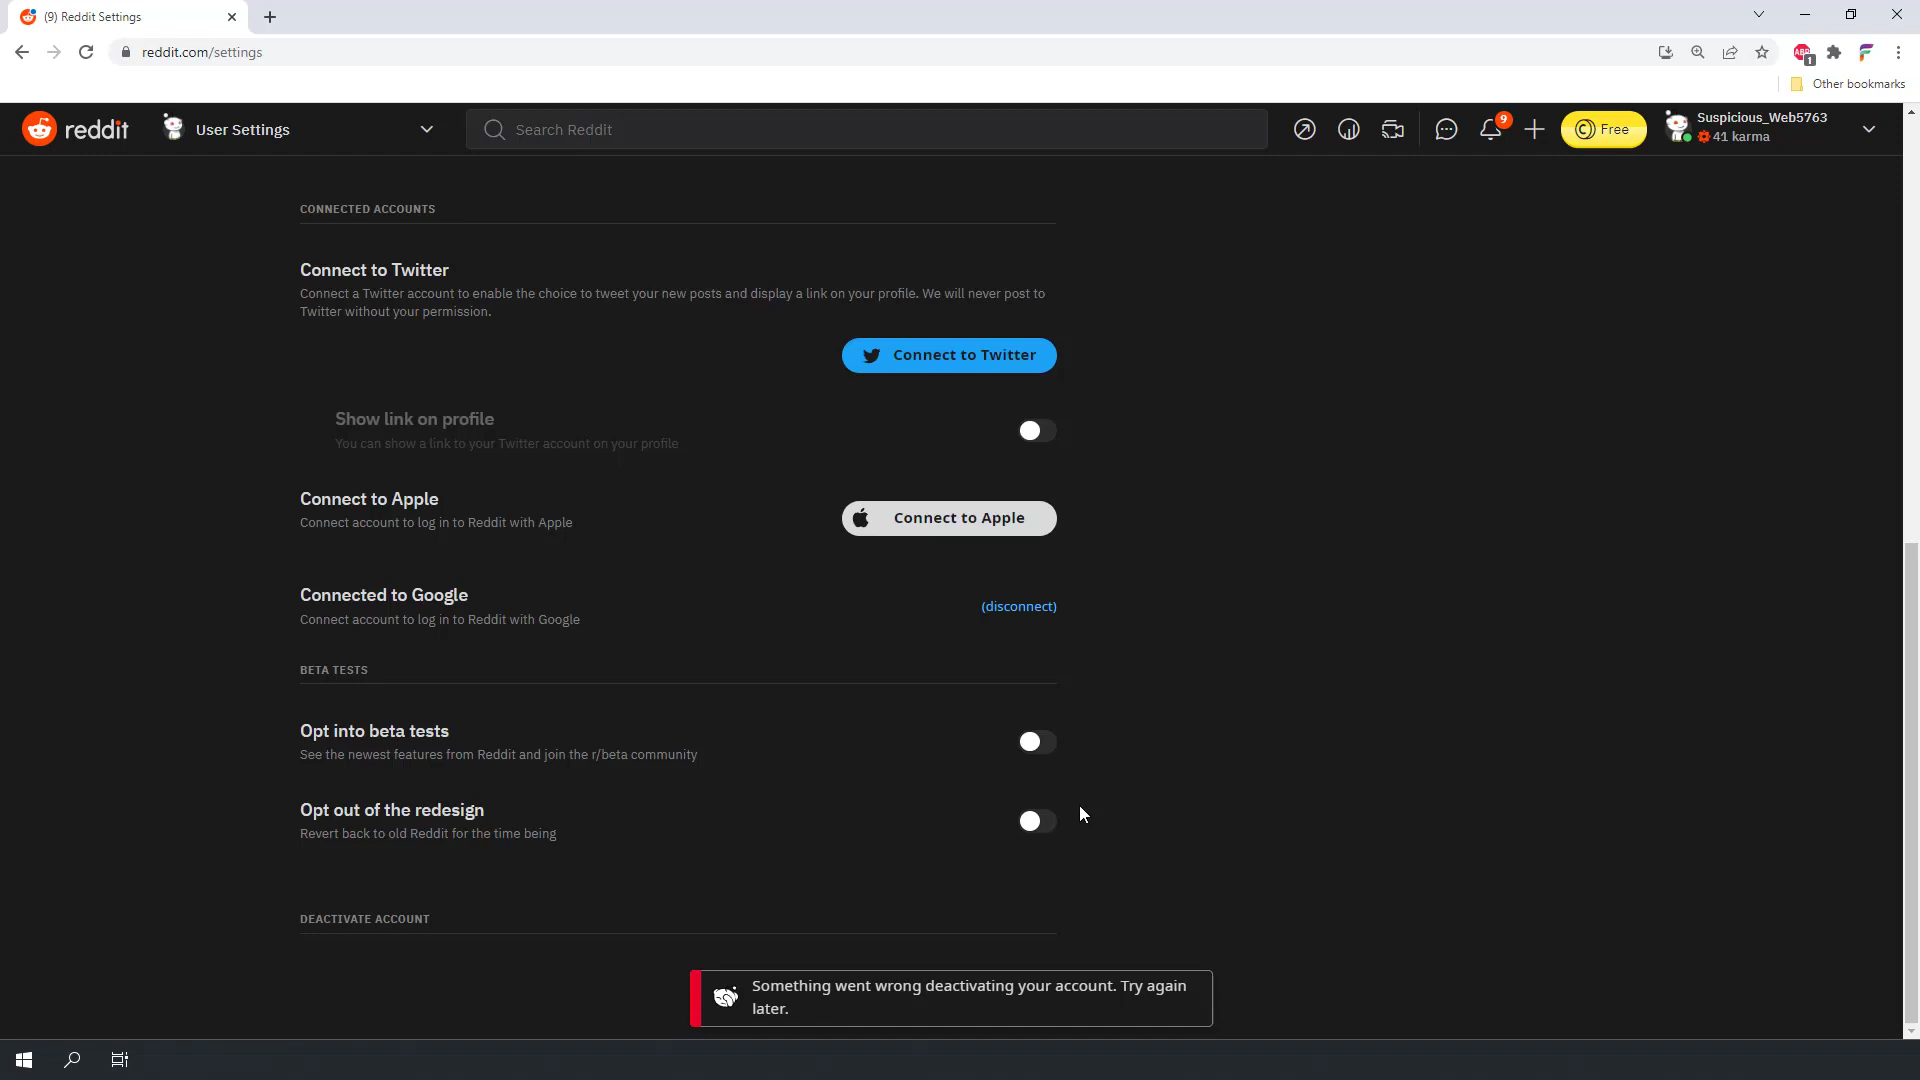 (9) Reddit Settings
reddit.com/settings
ABP
1
Other bookmarks
reddit
User Settings
Search Reddit
9
Free
Suspicious_Web5763
41 karma
CONNECTED ACCOUNTS
Connect to Twitter
Connect a Twitter account to enable the choice to tweet your new posts and display a link on your profile. We will never post to
Twitter without your permission.
Connect to Twitter
Show link on profile
You can show a link to your Twitter account on your profile
Connect to Apple
Connect account to log in to Reddit with Apple
Connect to Apple
Connected to Google
Connect account to log in to Reddit with Google
(disconnect)
BETA TESTS
Opt into beta tests
See the newest features from Reddit and join the r/beta community
Opt out of the redesign
Revert back to old Reddit for the time being
DEACTIVATE ACCOUNT
Something went wrong deactivating your account. Try again
later.